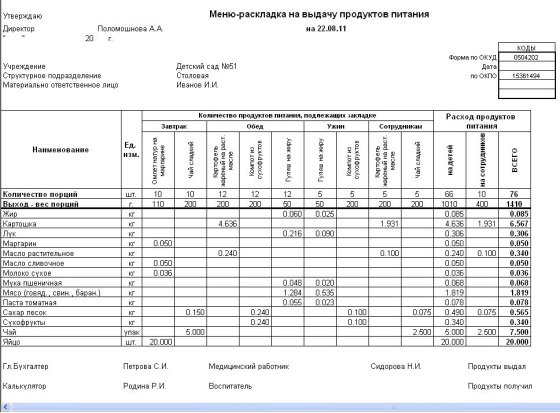 Утверждаю
Меню-раскладка на выдачу продуктов питания
Директор Поломошнова А.А. на 22.08.11
" " 20 г.
КОДЫ
Форма по ОКУД 0504202
Учреждение Детский сад №51 Дата
Структурное подразделение Столовая по ОКПО 15361494
Материально ответственное лицо Иванов И.И.
Количество продуктов питания, подлежащих закладке Расход продуктов питания
Наименование Ед. изм. Завтрак Обед Ужин Сотрудникам
Омлет натур на маргарине Чай сладкий Картофель жареный на раст. масле Компот из сухофруктов Гуляш на жиру Гуляш на жиру Компот из сухофруктов Картофель жареный на раст. масле Чай сладкий на детей на сотрудников ВСЕГО
Количество порций шт. 10 10 12 12 12 5 5 5 5 66 10 76
Выход - вес порций г. 110 200 200 200 50 50 200 200 200 1010 400 1410
Жир кг 0.060 0.025 0.085 0.085
Картошка кг 4.636 1.931 4.636 1.931 6.567
Лук кг 0.216 0.090 0.306 0.306
Маргарин кг 0.050 0.050 0.050
Масло растительное кг 0.240 0.100 0.240 0.100 0.340
Масло сливочное кг 0.050 0.050 0.050
Молоко сухое кг 0.036 0.036 0.036
Мука пшеничная кг 0.048 0.020 0.068 0.068
Мясо (говяд., свин., баран.) кг 1.284 0.535 1.819 1.819
Паста томатная кг 0.055 0.023 0.078 0.078
Сахар песок кг 0.150 0.240 0.100 0.075 0.490 0.075 0.565
Сухофрукты кг 0.240 0.100 0.340 0.340
Чай упак 5.000 2.500 5.000 2.500 7.500
Яйцо шт. 20.000 20.000 20.000
Гл.Бухгалтер Петрова С.И. Медицинский работник Сидорова Н.И. Продукты выдал
Калькулятор Родина Р.И. Воспитатель Продукты получил